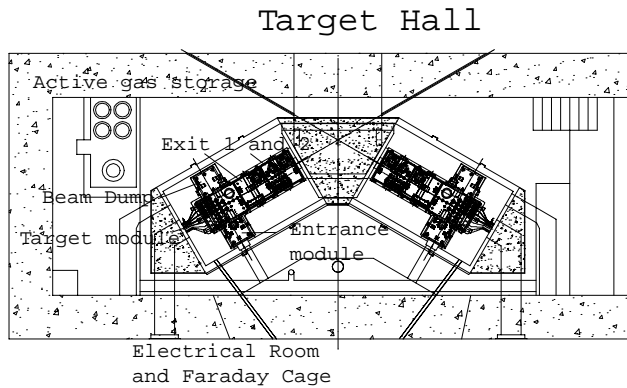 Target Hall
Active gas storage
Exit 1 and 2
Beam Dump
Target module
Entrance
module
Electrical Room
and Faraday Cage